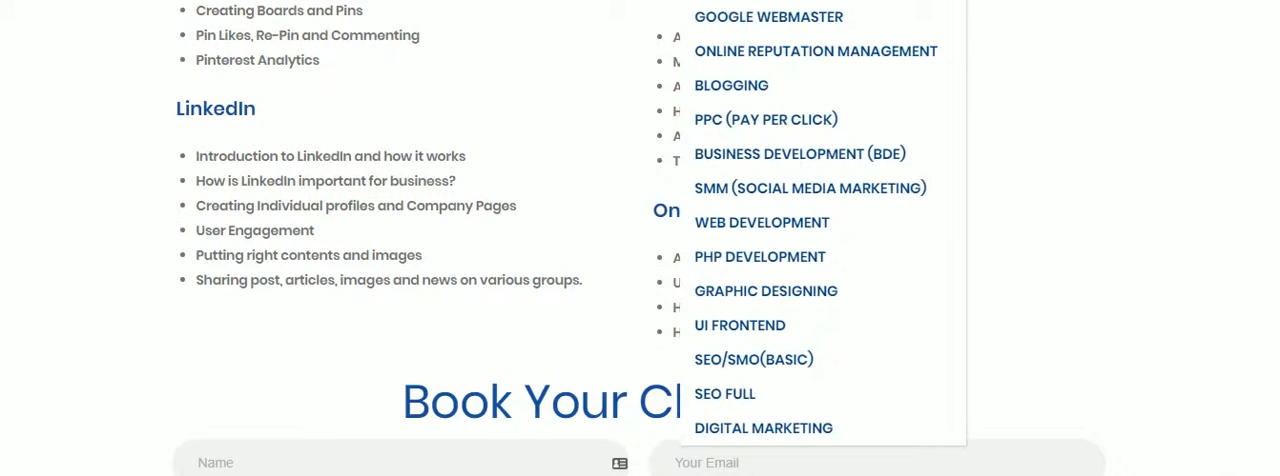 Creating Boards and Pins
Pin Likes, Re-Pin and Commenting
Pinterest Analytics
LinkedIn
Introduction to LinkedIn and how it works
How is LinkedIn important for business?
Creating Individual profiles and Company Pages
User Engagement
Putting right contents and images
Sharing post, articles, images and news on various groups.
GOOGLE WEBMASTER
ONLINE REPUTATION MANAGEMENT
BLOGGING
PPC (PAY PER CLICK)
BUSINESS DEVELOPMENT (BDE)
SMM (SOCIAL MEDIA MARKETING)
WEB DEVELOPMENT
PHP DEVELOPMENT
GRAPHIC DESIGNING
UI FRONTEND
SEO/SMO(BASIC)
SEO FULL
DIGITAL MARKETING
Book Your
Name
Your Email